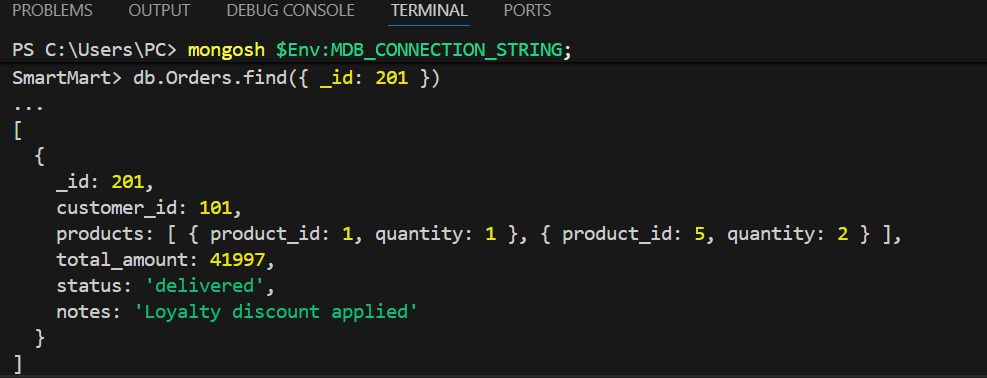 PROBLEMS OUTPUT DEBUG CONSOLE TERMINAL PORTS
PS C:\Users\PC> mongosh $Env:MDB_CONNECTION_STRING;
SmartMart> db.Orders.find({ _id: 201 })
...
[
  {
    _id: 201,
    customer_id: 101,
    products: [ { product_id: 1, quantity: 1 }, { product_id: 5, quantity: 2 } ],
    total_amount: 41997,
    status: 'delivered',
    notes: 'Loyalty discount applied'
  }
]